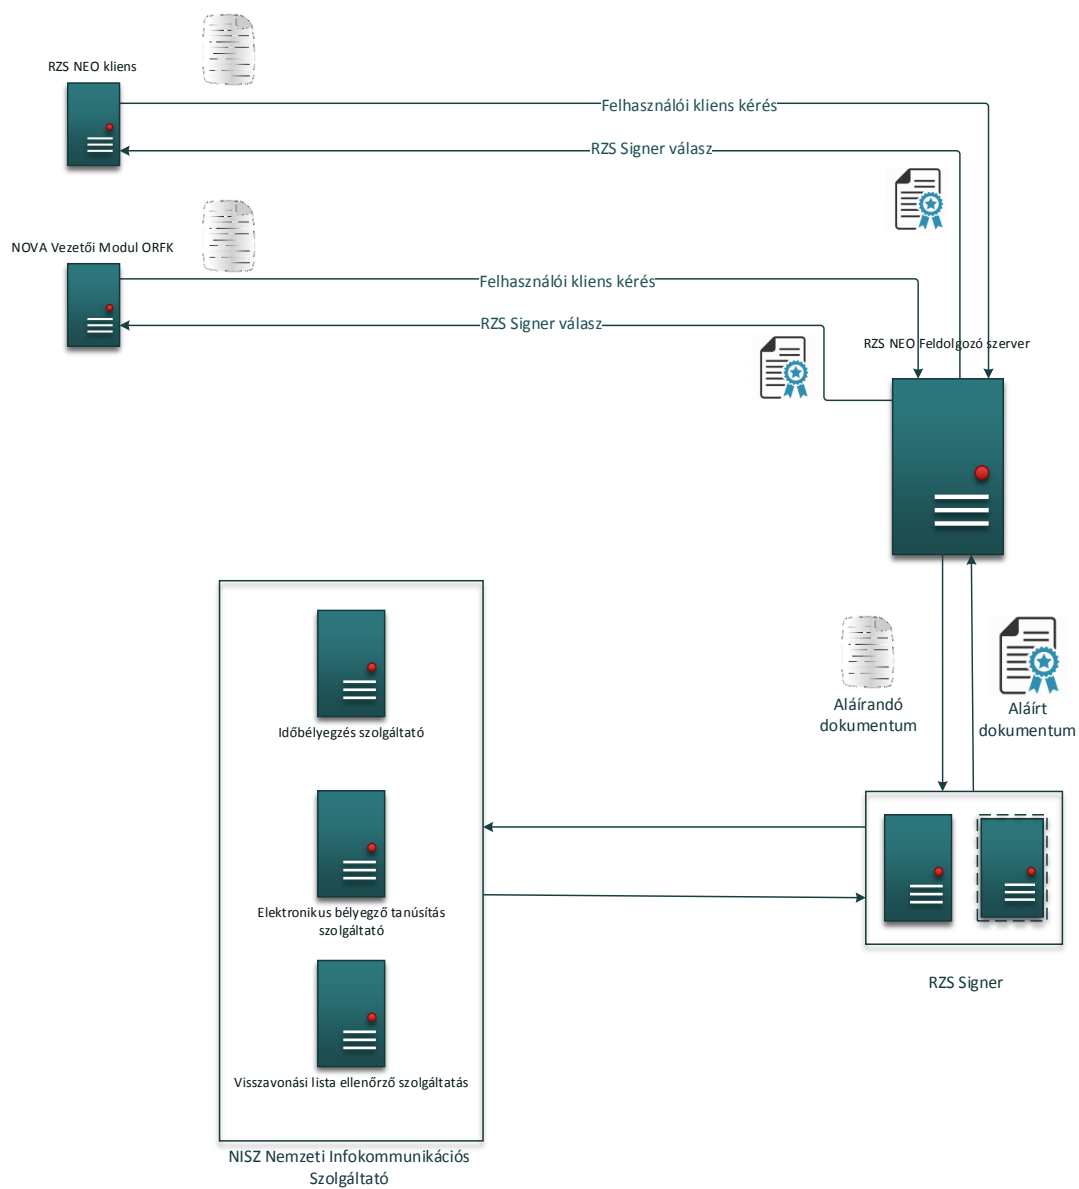 RZS NEO kliens
Felhasználói kliens kérés
RZS Signer válasz
NOVA Vezetői Modul ORFK
Felhasználói kliens kérés
RZS Signer válasz
RZS NEO Feldolgozó szerver
Aláírandó
dokumentum
Aláírt
dokumentum
Időbélyegzés szolgáltató
Elektronikus bélyegző tanúsítás
szolgáltató
Visszavonási lista ellenőrző szolgáltatás
RZS Signer
NISZ Nemzeti Infokommunikációs
Szolgáltató